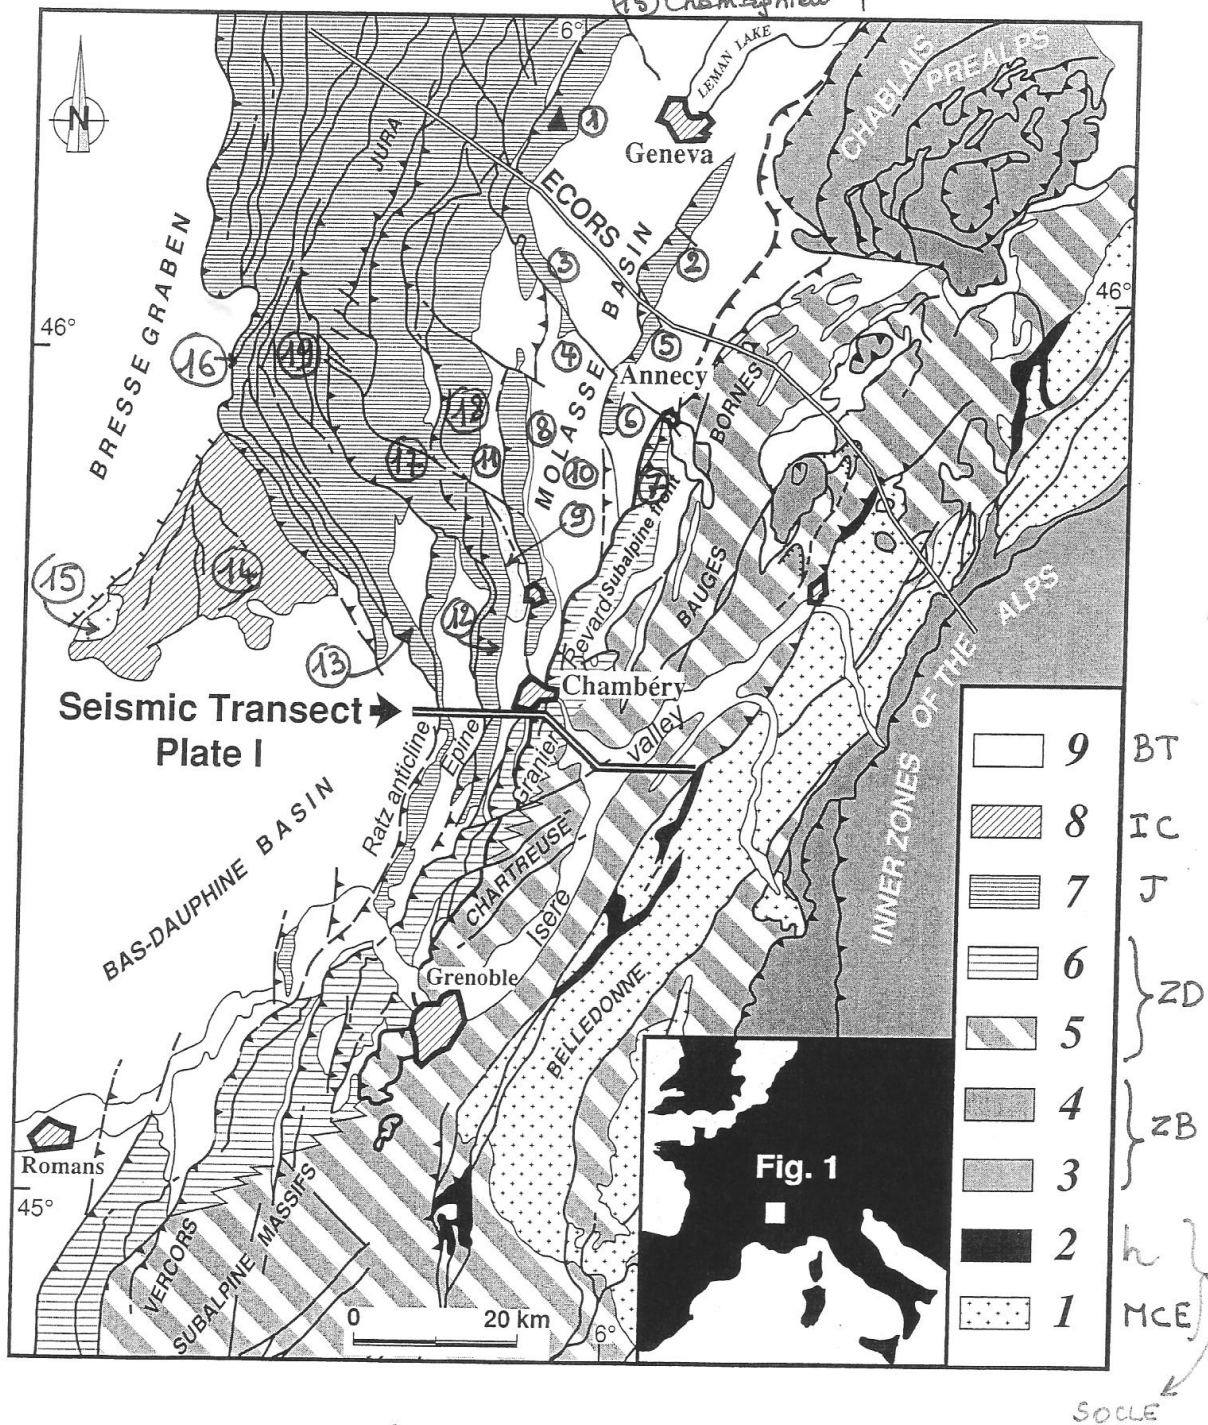 (15) Chamagnieu
6°
LEMAN LAKE
CHABLAIS
PREALPS
N
JURA
1
Geneva
ECORS
BRESSE GRABEN
MOLASSE BASIN
2
3
46°
46°
16
19
4
5
Annecy
BORNES
18
8
6
17
11
10
7
9
Revard Subalpine front
15
14
BAUGES
12
13
INNER ZONES OF THE ALPS
Chambéry
Seismic Transect
Plate I
Valley
Ratz anticline
Epine
Granier
BAS-DAUPHINE BASIN
CHARTREUSE
Isère
Grenoble
BELLEDONNE
Romans
45°
VERCORS
SUBALPINE MASSIFS
0 20 km
6°
Fig. 1
9 BT
8 IC
7 J
6
ZD
5
4
ZB
3
2 h
1 MCE
SOCLE